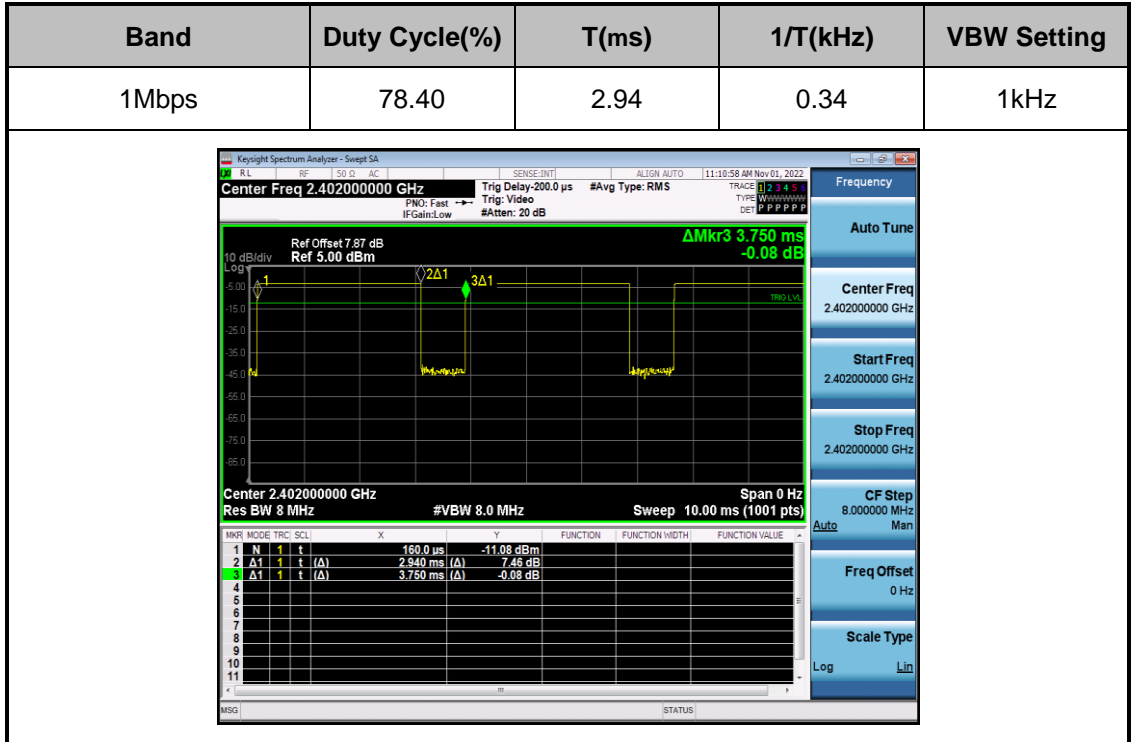 Band Duty Cycle(%) T(ms) 1/T(kHz) VBW Setting
1Mbps 78.40 2.94 0.34 1kHz
Keysight Spectrum Analyzer - Swept SA
RL RF 50 Ω AC SENSE:INT ALIGN AUTO 11:10:58 AM Nov 01, 2022
Center Freq 2.402000000 GHz Trig Delay-200.0 µs #Avg Type: RMS TRACE 1 2 3 4 5 6
PNO: Fast Trig: Video TYPE WWWWWWW
IFGain:Low #Atten: 20 dB DET P P P P P P
Frequency
Auto Tune
Center Freq
2.402000000 GHz
Start Freq
2.402000000 GHz
Stop Freq
2.402000000 GHz
CF Step
8.000000 MHz
Auto Man
Freq Offset
0 Hz
Scale Type
Log Lin
ΔMkr3 3.750 ms
-0.08 dB
Ref Offset 7.87 dB
10 dB/div Ref 5.00 dBm
Log
1 2Δ1 3Δ1
TRIG LVL
-5.00
-15.0
-25.0
-35.0
-45.0
-55.0
-65.0
-75.0
-85.0
Center 2.402000000 GHz Span 0 Hz
Res BW 8 MHz #VBW 8.0 MHz Sweep 10.00 ms (1001 pts)
MKR MODE TRC SCL X Y FUNCTION FUNCTION WIDTH FUNCTION VALUE
1 N 1 t 160.0 µs -11.08 dBm
2 Δ1 1 t (Δ) 2.940 ms (Δ) 7.46 dB
3 Δ1 1 t (Δ) 3.750 ms (Δ) -0.08 dB
4
5
6
7
8
9
10
11
MSG STATUS